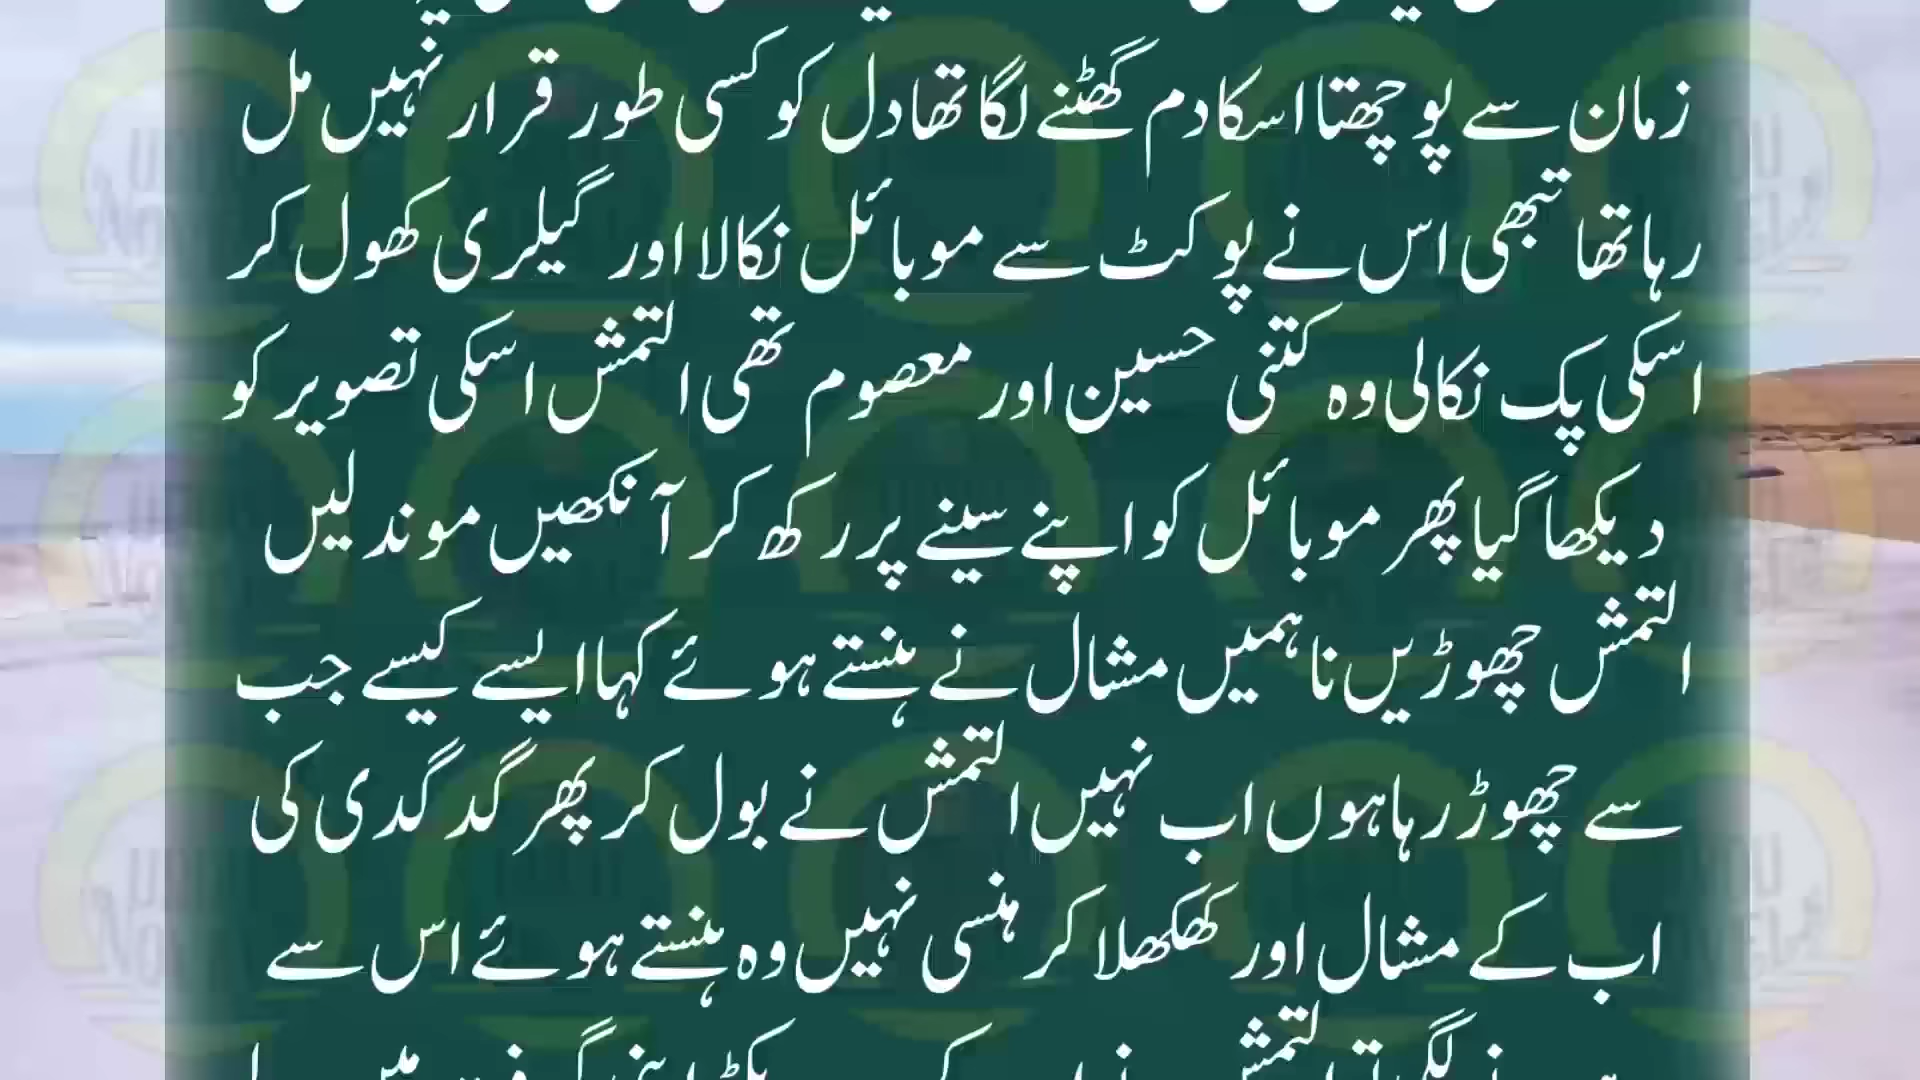 زمان سے پوچھتا اسکا دم گھٹنے لگا تھا دل کو کسی طور قرار نہیں مل
رہا تھا تبھی اس نے پوکٹ سے موبائل نکالا اور گیلری کھول کر
اسکی پک نکالی وہ کتنی حسین اور معصوم تھی التمش اسکی تصویر کو
دیکھا گیا پھر موبائل کو اپنے سینے پر رکھ کر آنکھیں موند لیں
التمش چھوڑیں نا ہمیں مشال نے ہنستے ہوئے کہا ایسے کیسے جب
سے چھوڑ رہا ہوں اب نہیں التمش نے بول کر پھر گدگدی کی
اب کے مشال اور کھکھلا کر ہنسی نہیں وہ ہنستے ہوئے اس سے